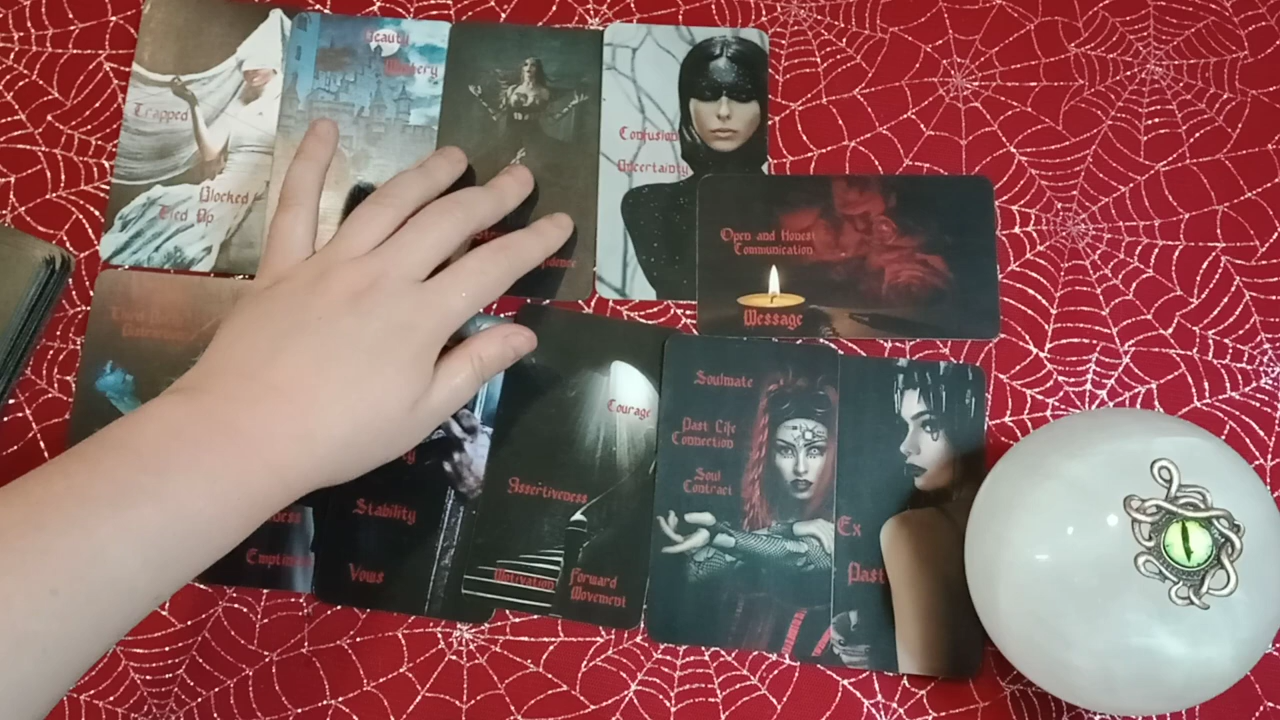 Trapped
Blocked
Tied Up
Beauty
Mystery
Confusion
Uncertainty
Open and Honest
Communication
Message
Stability
Vows
Courage
Assertiveness
Motivation
Forward
Movement
Soulmate
Past Life
Connection
Soul
Contract
Ex
Past